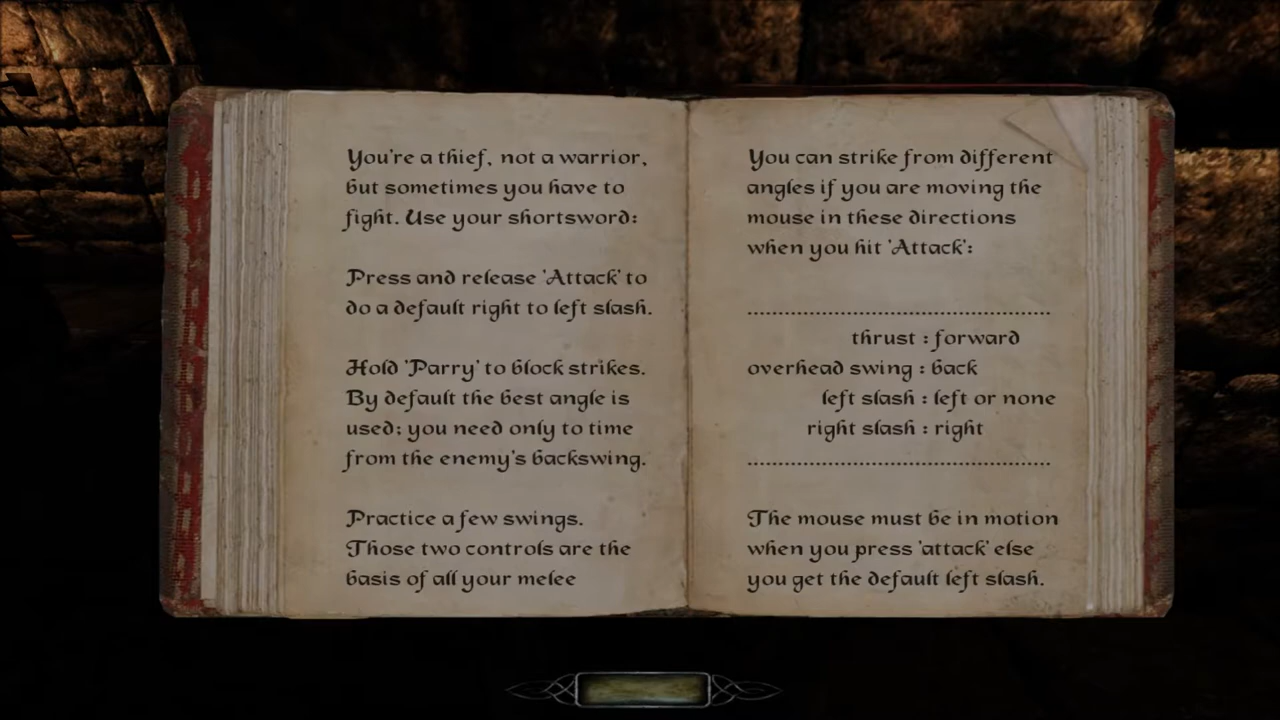 You're a thief, not a warrior,
but sometimes you have to
fight. Use your shortsword:
Press and release 'Attack' to
do a default right to left slash.
Hold 'Parry' to block strikes.
By default the best angle is
used; you need only to time
from the enemy's backswing.
Practice a few swings.
Those two controls are the
basis of all your melee
You can strike from different
angles if you are moving the
mouse in these directions
when you hit 'Attack':
.........................................
thrust : forward
overhead swing : back
left slash : left or none
right slash : right
.........................................
The mouse must be in motion
when you press 'attack' else
you get the default left slash.